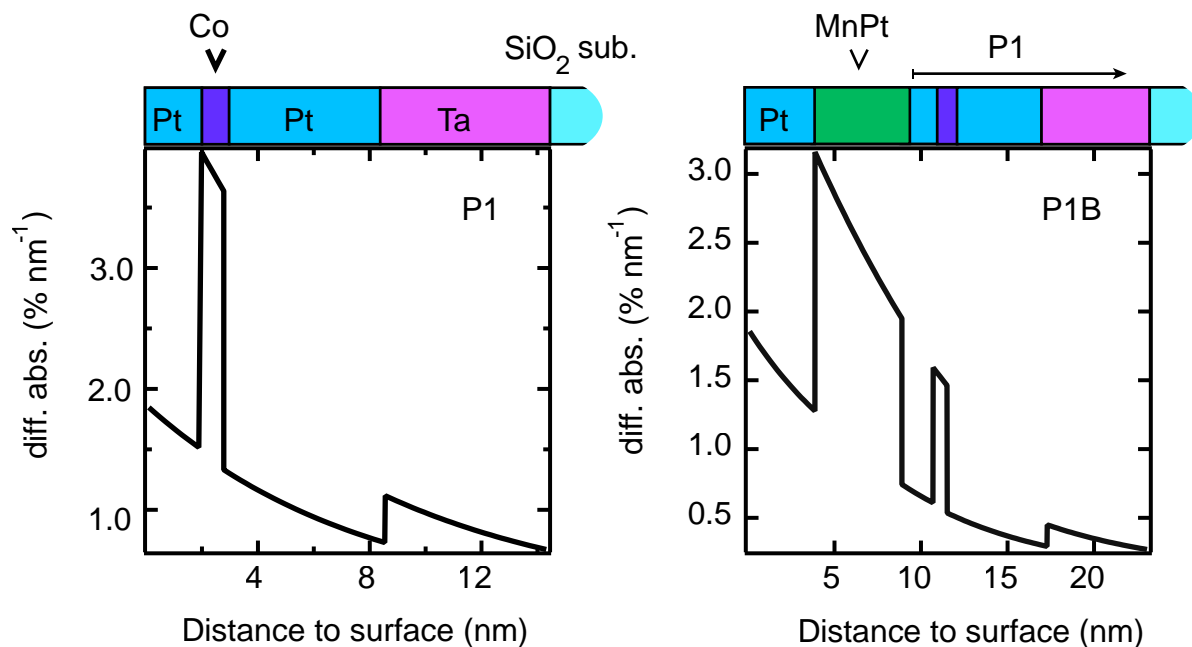 Co
SiO2 sub.
Pt
Pt
Ta
P1
diff. abs. (% nm-1)
3.0
2.0
1.0
4
8
12
Distance to surface (nm)
MnPt
P1
Pt
P1B
diff. abs. (% nm-1)
3.0
2.5
2.0
1.5
1.0
0.5
5
10
15
20
Distance to surface (nm)